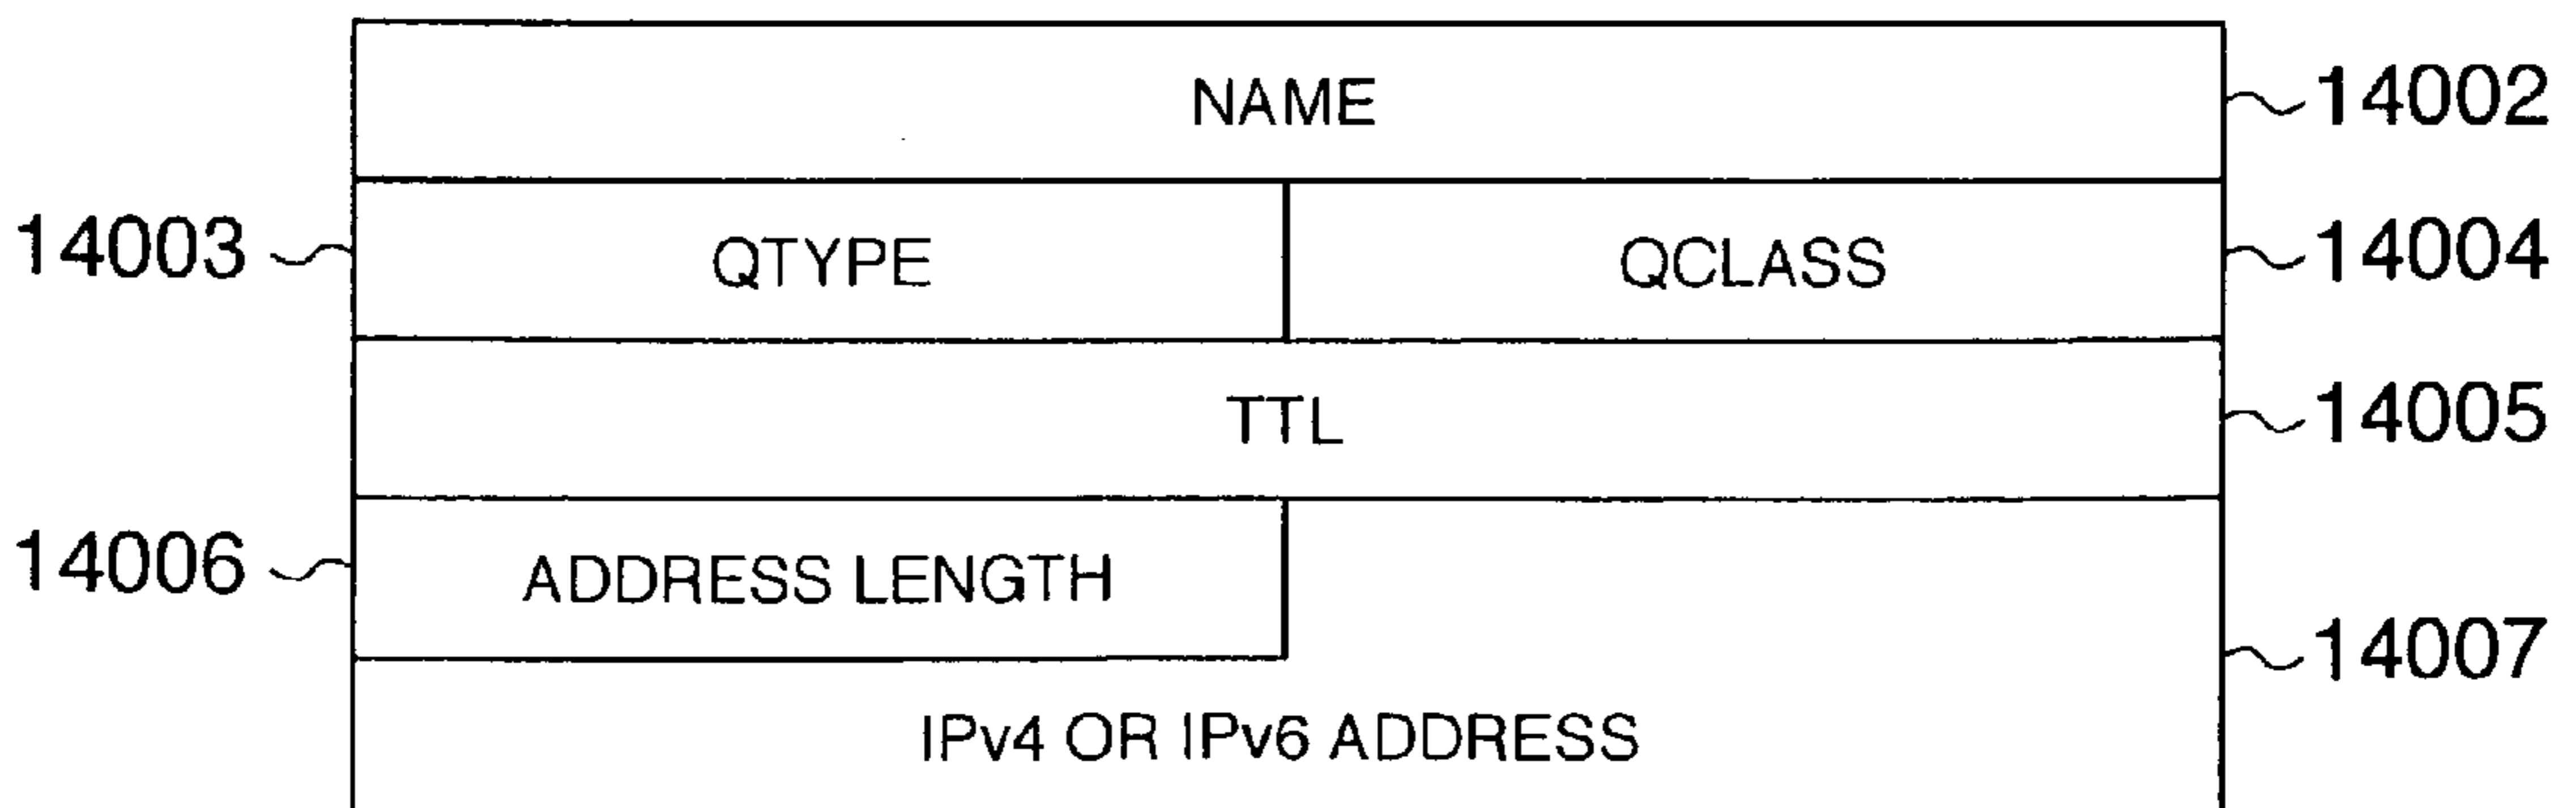 NAME 14002
14003 QTYPE QCLASS 14004
TTL 14005
14006 ADDRESS LENGTH
14007
IPv4 OR IPv6 ADDRESS